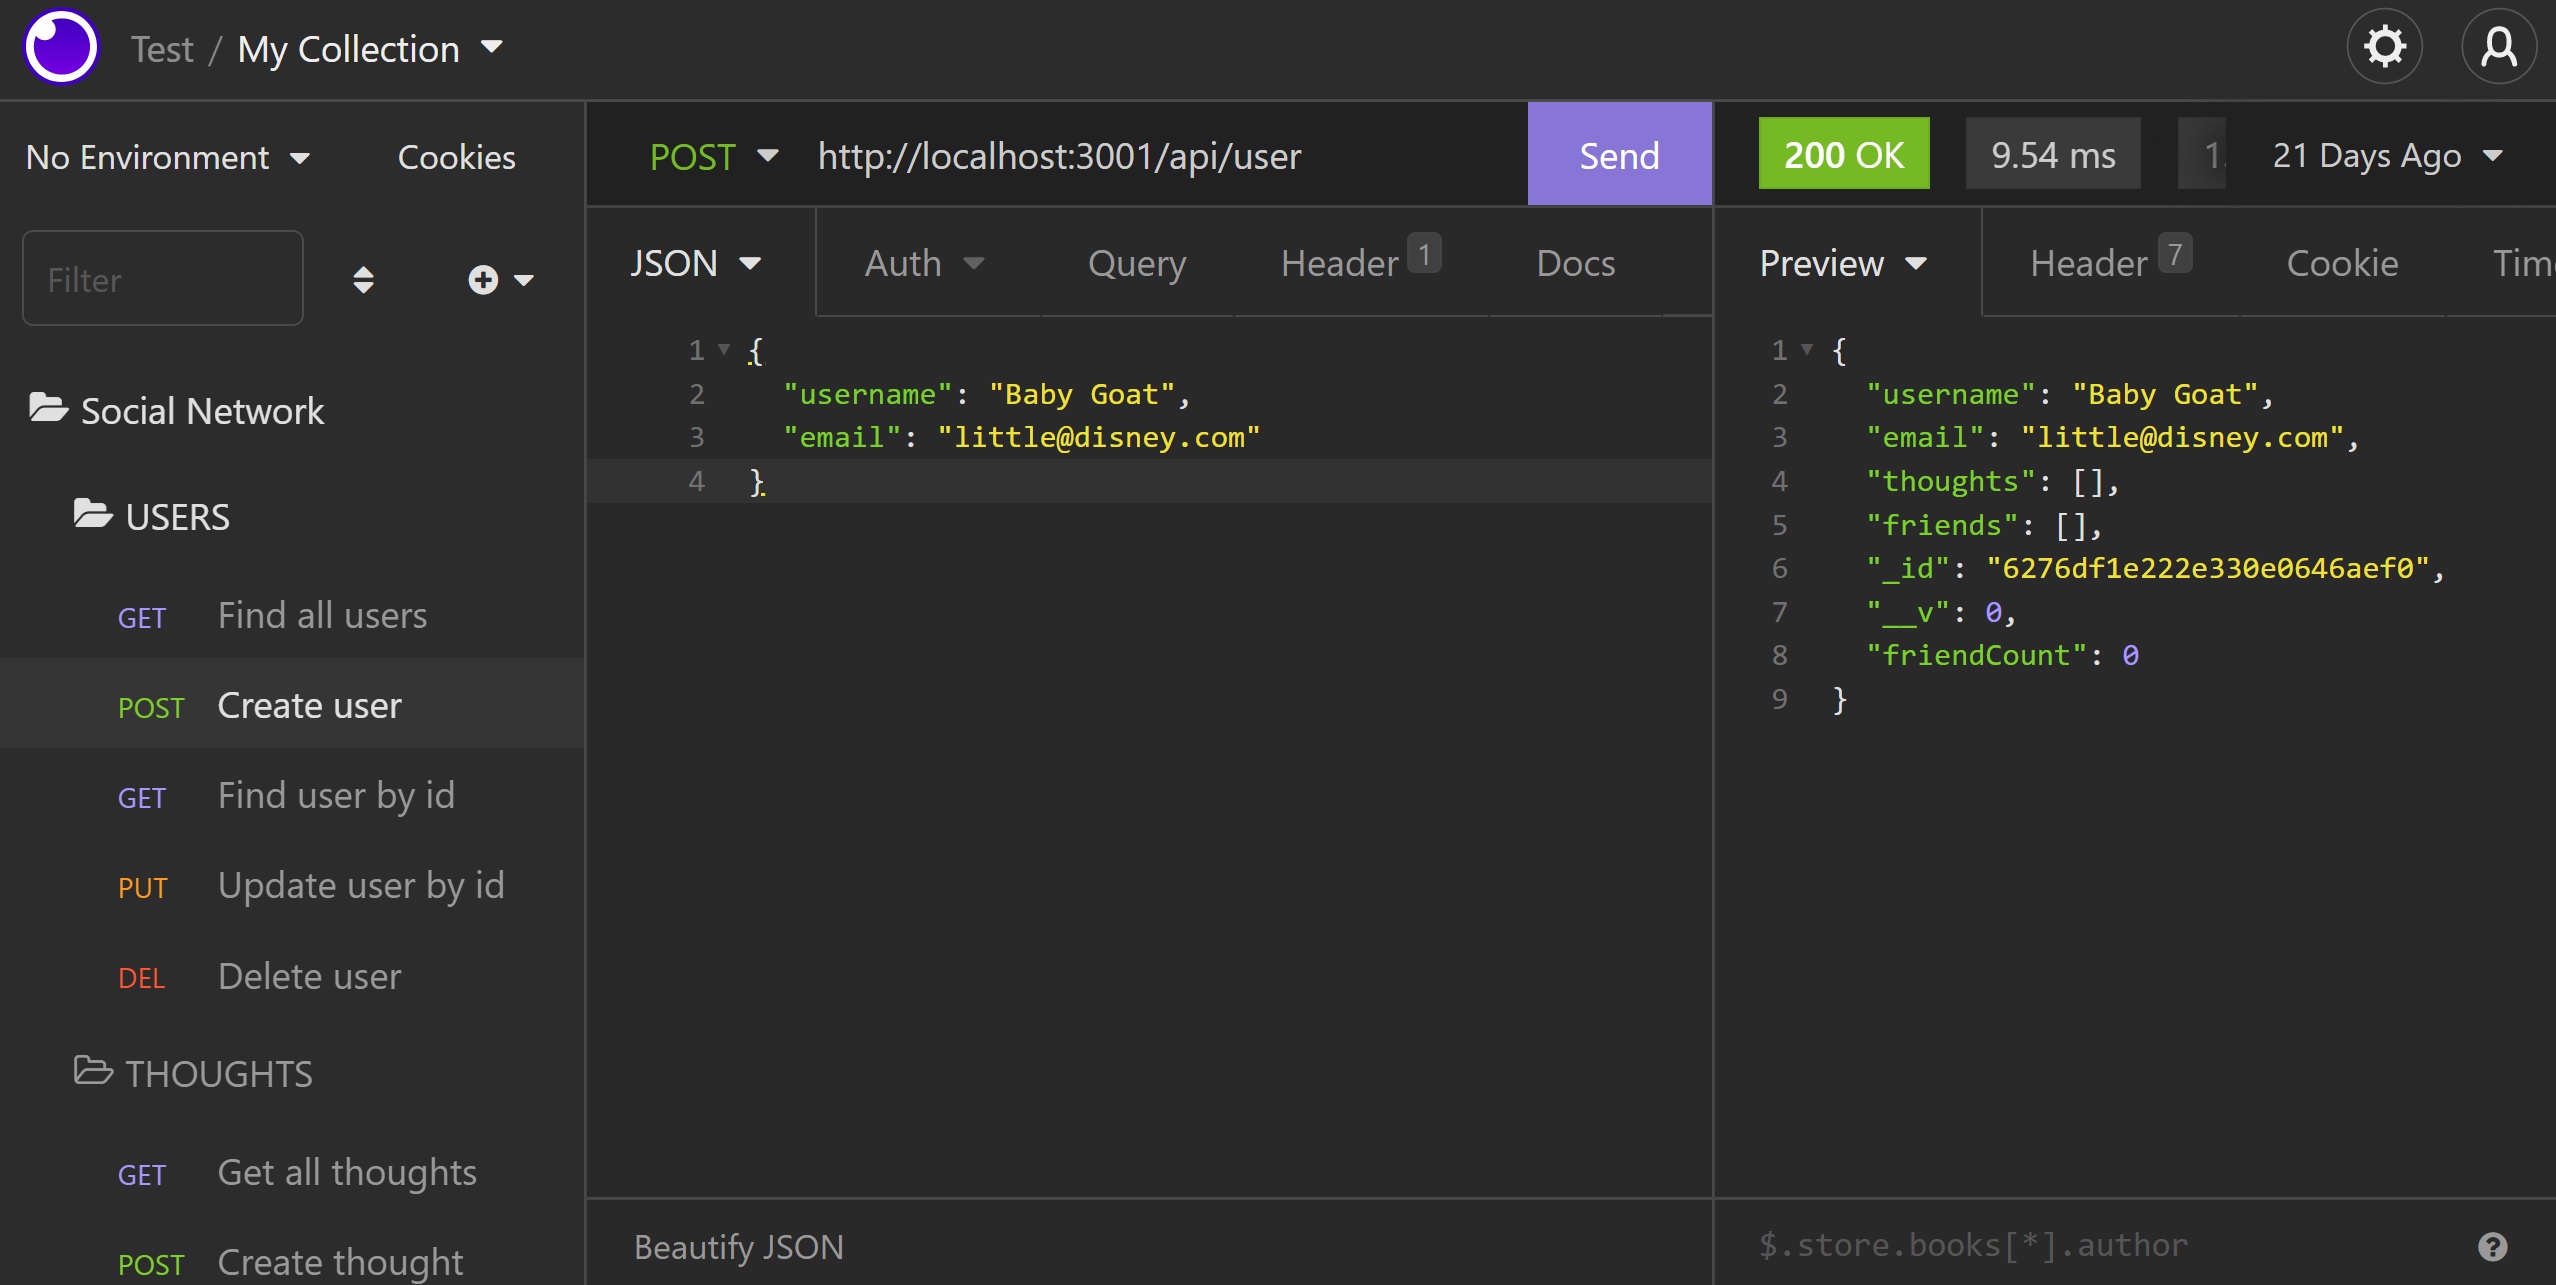 Test / My Collection
No Environment Cookies
Filter
Social Network
USERS
GET Find all users
POST Create user
GET Find user by id
PUT Update user by id
DEL Delete user
THOUGHTS
GET Get all thoughts
POST Create thought
POST http://localhost:3001/api/user Send
JSON Auth Query Header 1 Docs
1 {
2 "username": "Baby Goat",
3 "email": "little@disney.com"
4 }
Beautify JSON
200 OK 9.54 ms 21 Days Ago
Preview Header 7 Cookie
1 {
2 "username": "Baby Goat",
3 "email": "little@disney.com",
4 "thoughts": [],
5 "friends": [],
6 "_id": "6276df1e222e330e0646aef0",
7 "__v": 0,
8 "friendCount": 0
9 }
$.store.books[*].author